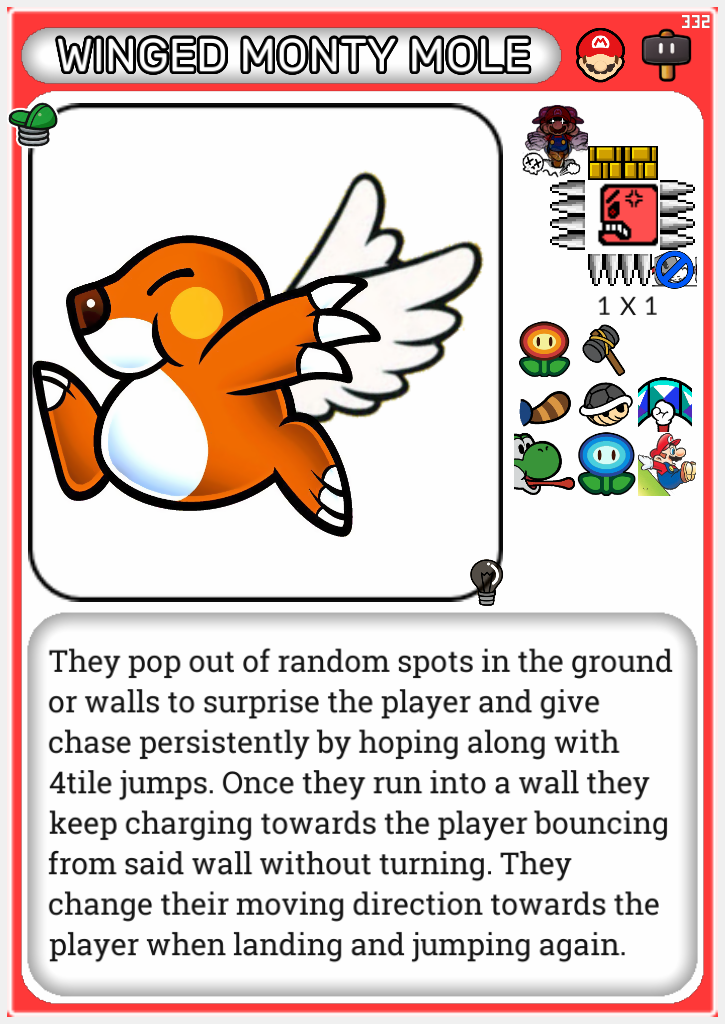 332
WINGED MONTY MOLE
1 X 1
They pop out of random spots in the ground
or walls to surprise the player and give
chase persistently by hoping along with
4tile jumps. Once they run into a wall they
keep charging towards the player bouncing
from said wall without turning. They
change their moving direction towards the
player when landing and jumping again.